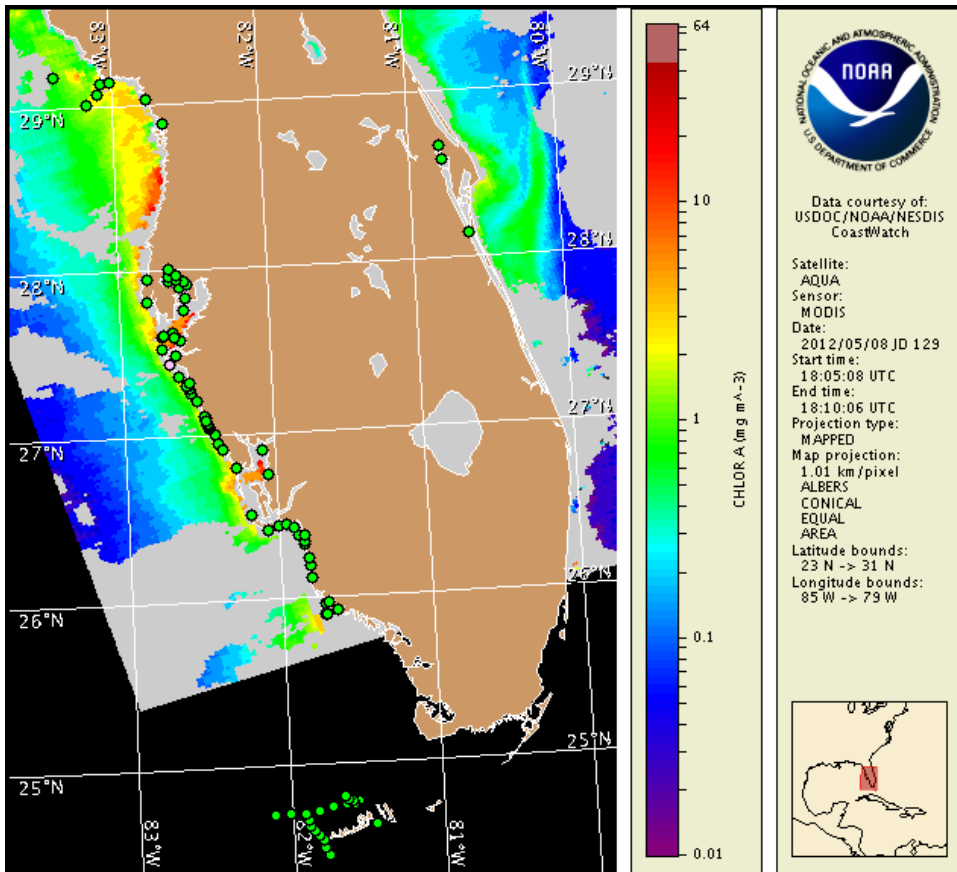 83°W
82°W
81°W
80°W
29°N
29°N
28°N
28°N
27°N
27°N
26°N
26°N
25°N
25°N
83°W
82°W
81°W
64
10
1
0.1
0.01
CHLOR A (mg m^-3)
NATIONAL OCEANIC AND ATMOSPHERIC ADMINISTRATION
NOAA
U.S. DEPARTMENT OF COMMERCE
Data courtesy of:
USDOC/NOAA/NESDIS
CoastWatch
Satellite:
AQUA
Sensor:
MODIS
Date:
2012/05/08 JD 129
Start time:
18:05:08 UTC
End time:
18:10:06 UTC
Projection type:
MAPPED
Map projection:
1.01 km/pixel
ALBERS
CONICAL
EQUAL
AREA
Latitude bounds:
23 N -> 31 N
Longitude bounds:
85 W -> 79 W